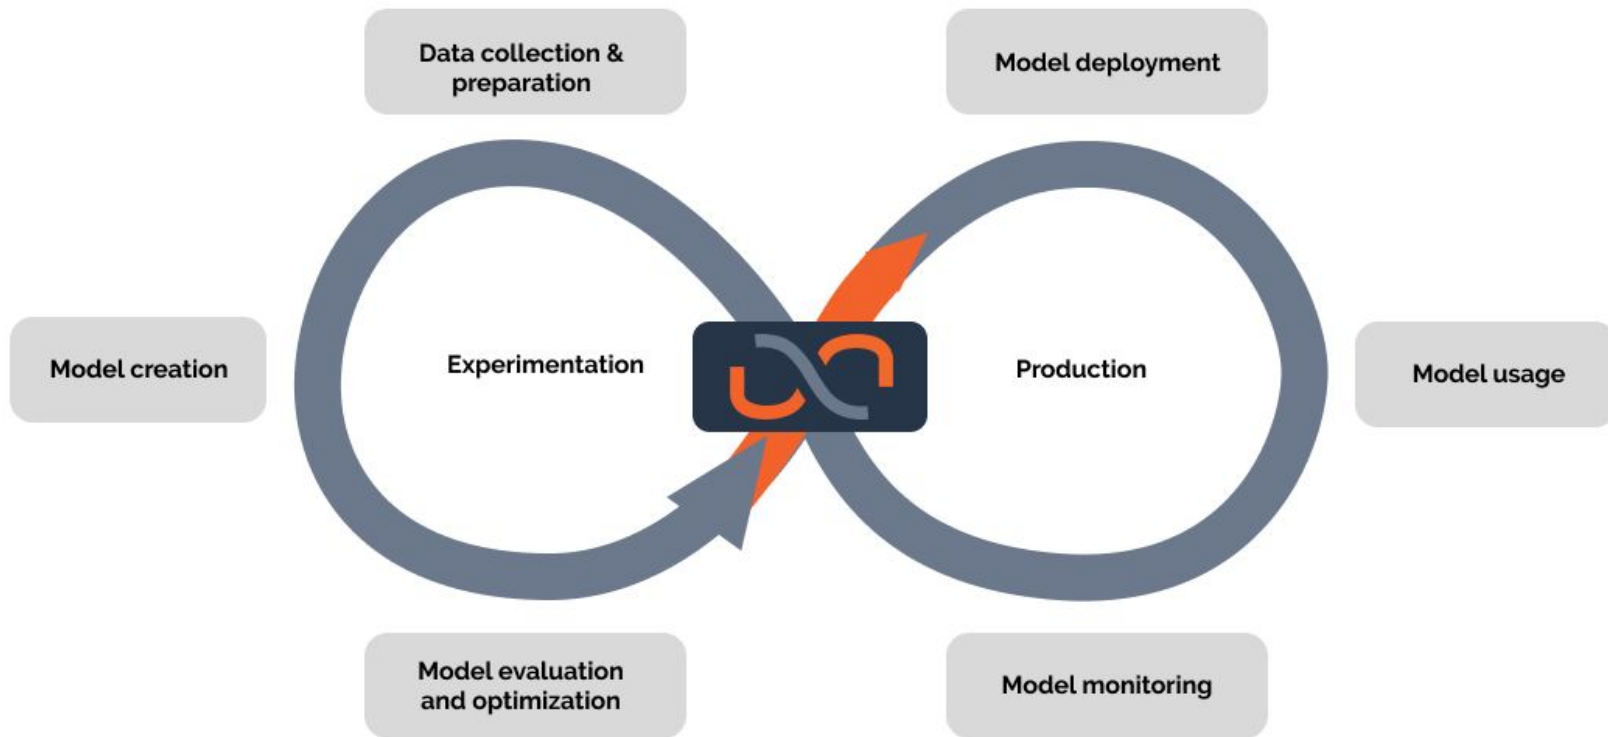 Data collection &
preparation
Model deployment
Model creation
Experimentation
Production
Model usage
Model evaluation
and optimization
Model monitoring